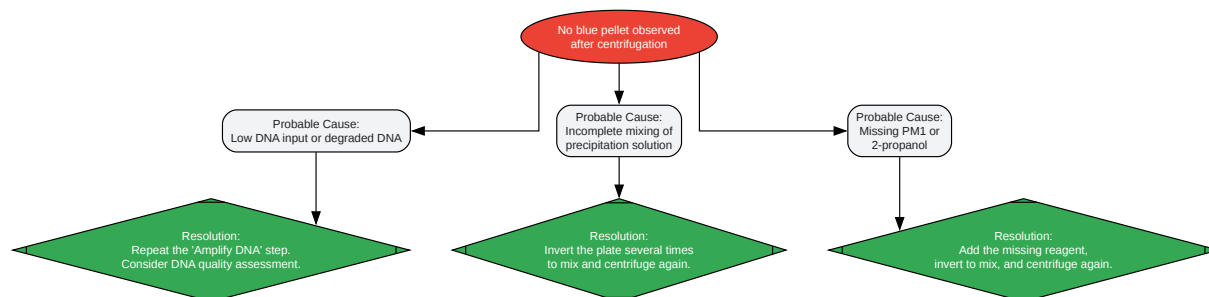 No blue pellet observed
after centrifugation
Probable Cause:
Low DNA input or degraded DNA
Probable Cause:
Incomplete mixing of
precipitation solution
Probable Cause:
Missing PM1 or
2-propanol
Resolution:
Repeat the 'Amplify DNA' step.
Consider DNA quality assessment.
Resolution:
Invert the plate several times
to mix and centrifuge again.
Resolution:
Add the missing reagent,
invert to mix, and centrifuge again.